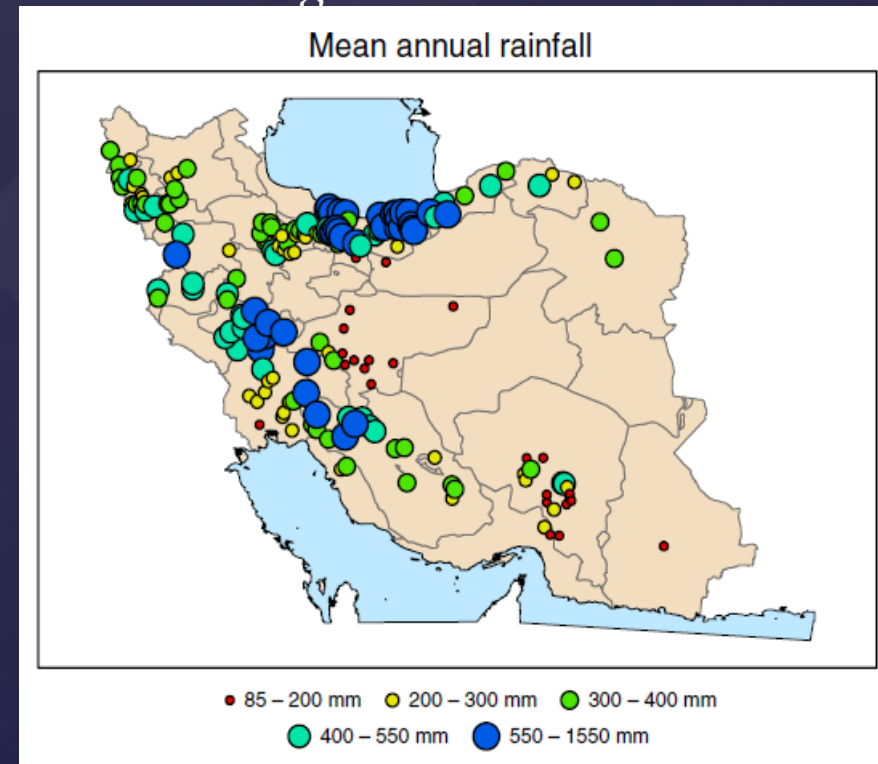 Mean annual rainfall
85 – 200 mm 200 – 300 mm 300 – 400 mm
400 – 550 mm 550 – 1550 mm